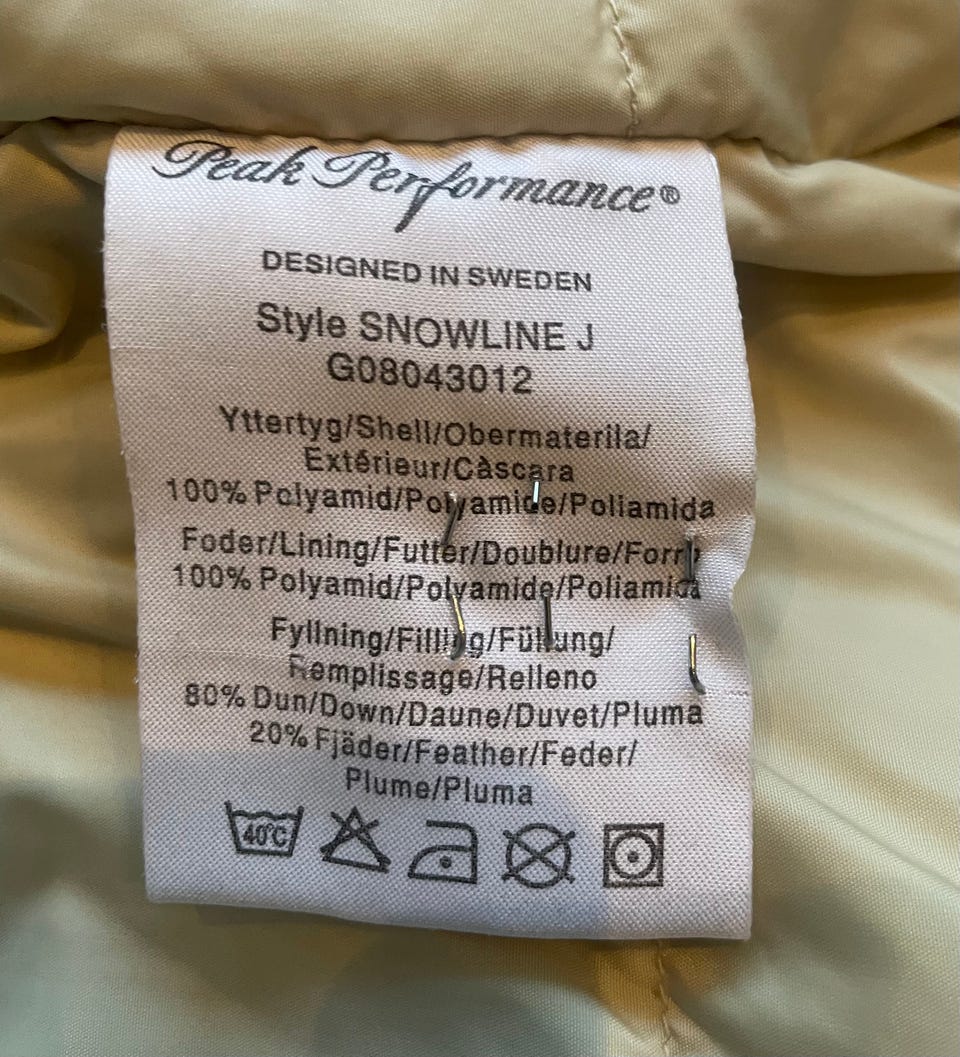 Peak Performance®
DESIGNED IN SWEDEN
Style SNOWLINE J
G08043012
Yttertyg/Shell/Obermaterila/
Extérieur/Càscara
100% Polyamid/Polyamide/Poliamida
Foder/Lining/Futter/Doublure/Forro
100% Polyamid/Polyamide/Poliamida
Fyllning/Filling/Füllung/
Remplissage/Relleno
80% Dun/Down/Daune/Duvet/Pluma
20% Fjäder/Feather/Feder/
Plume/Pluma
40°C